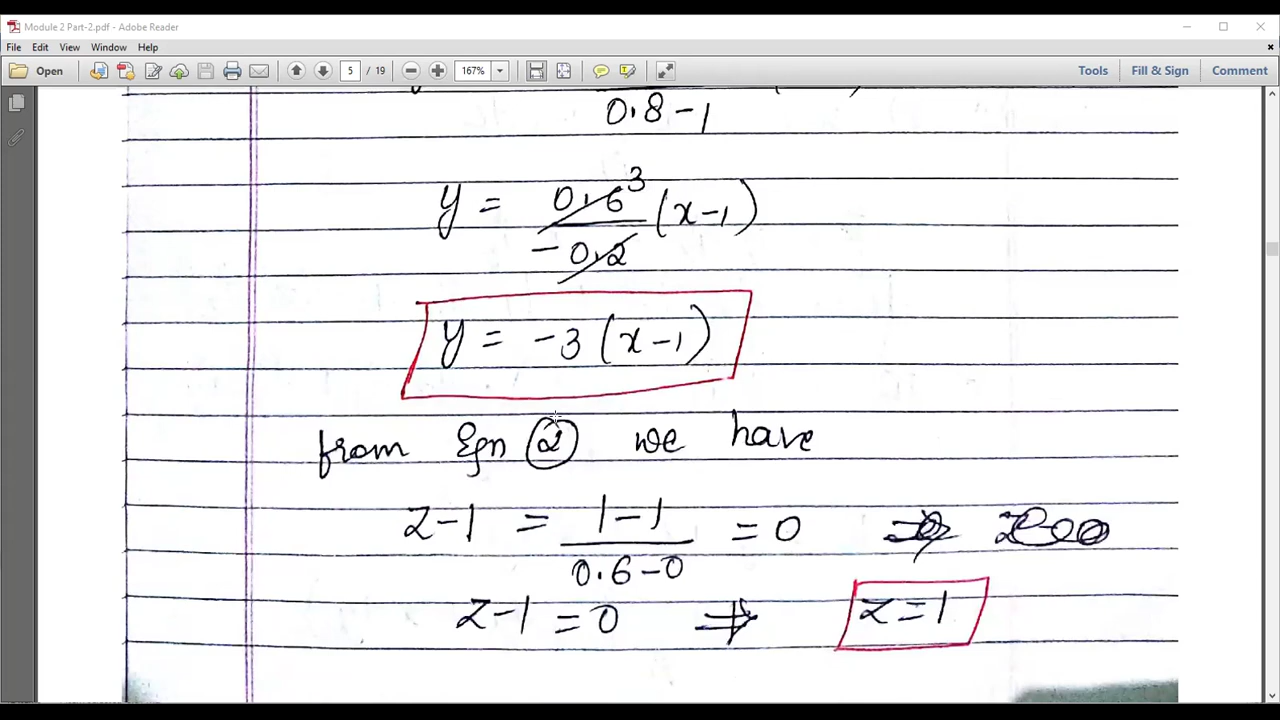 Module 2 Part-2.pdf - Adobe Reader
File Edit View Window Help
Open 5 / 19 167% Tools Fill & Sign Comment
0.8-1
y = 0.6 3 (x-1)
-0.2
y = -3 (x-1)
from Eqn 2 we have
z-1 = 1-1 = 0 ⇒
0.6-0
z-1 = 0 ⇒ z=1